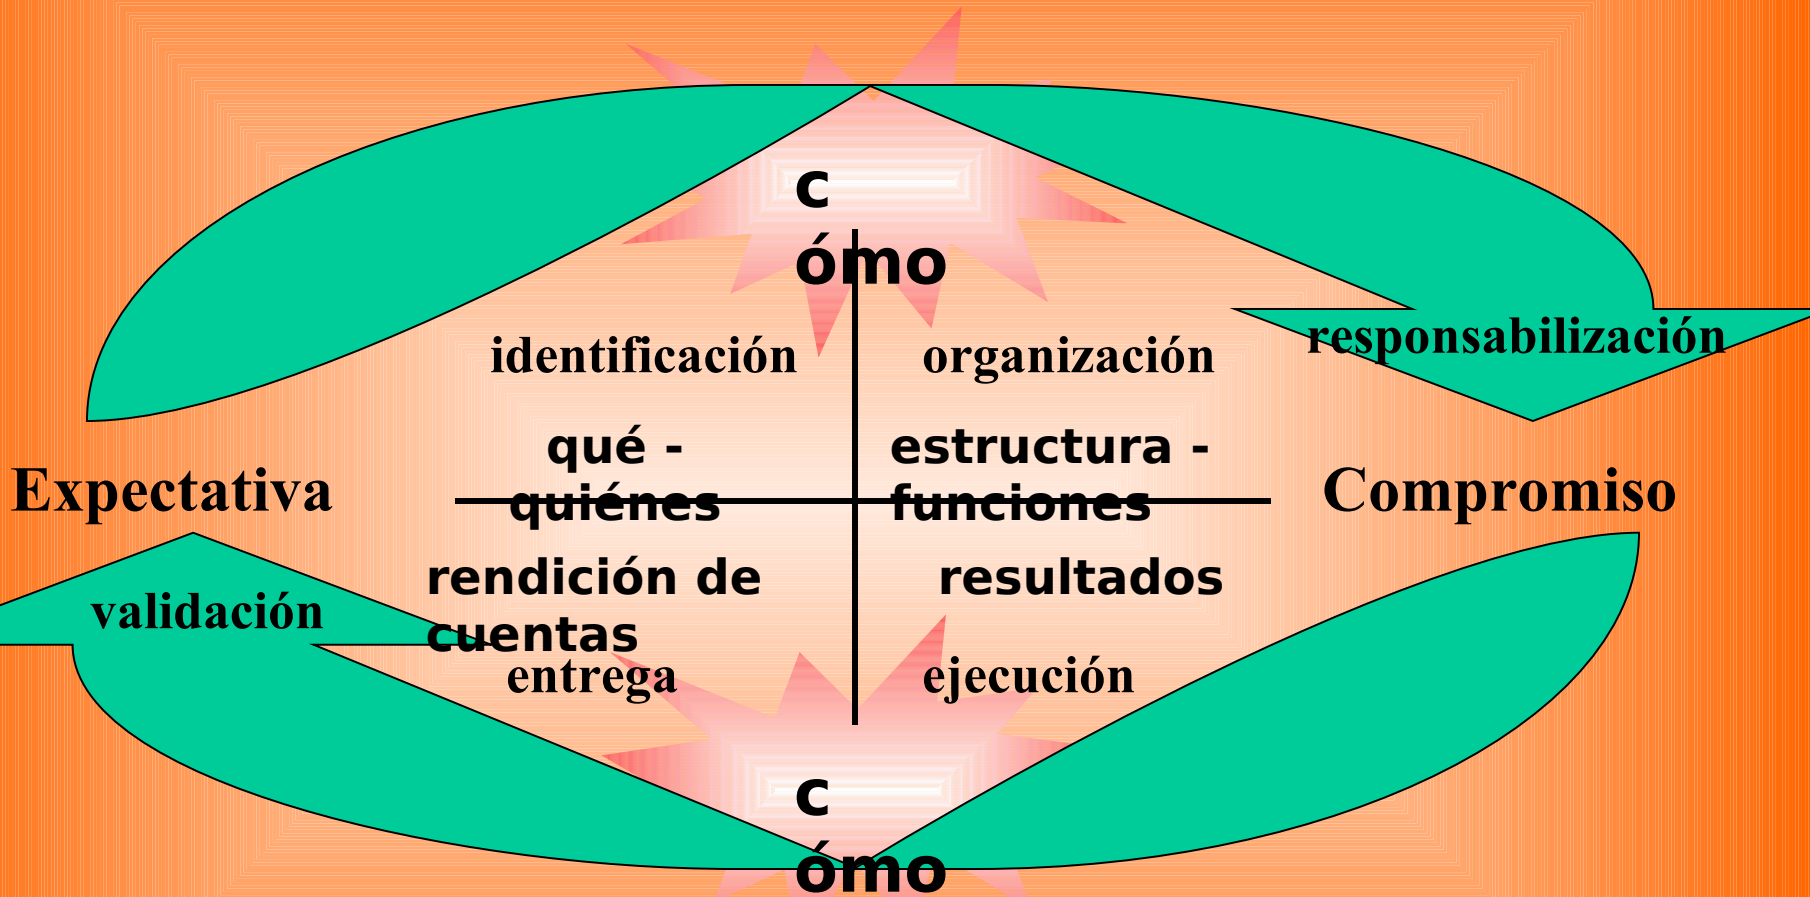 c
ómo
identificación
organización
responsabilización
qué -
quiénes
estructura -
funciones
Expectativa
Compromiso
validación
rendición de
cuentas
resultados
entrega
ejecución
c
ómo